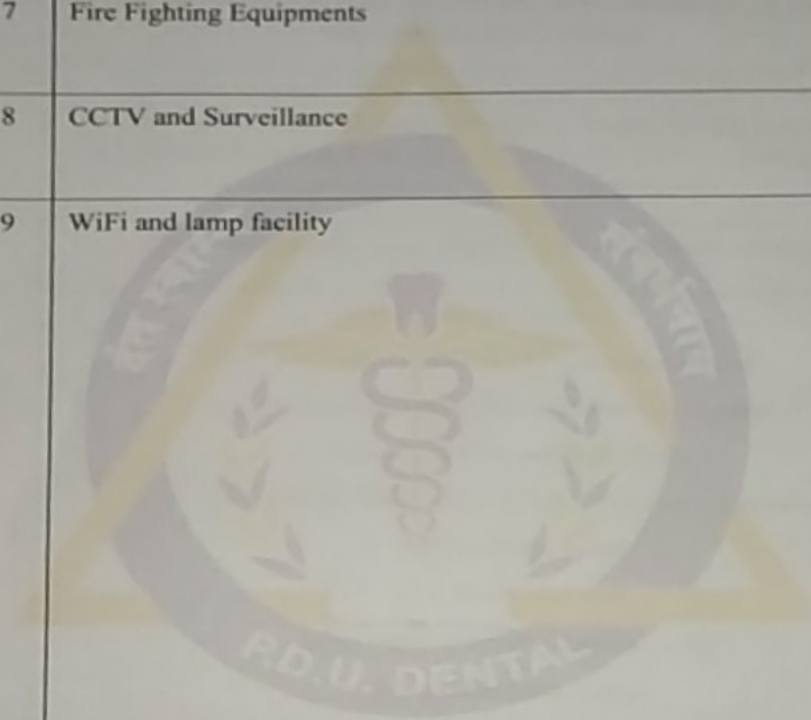 7 Fire Fighting Equipments
8 CCTV and Surveillance
9 WiFi and lamp facility
P.D.U. DENTAL